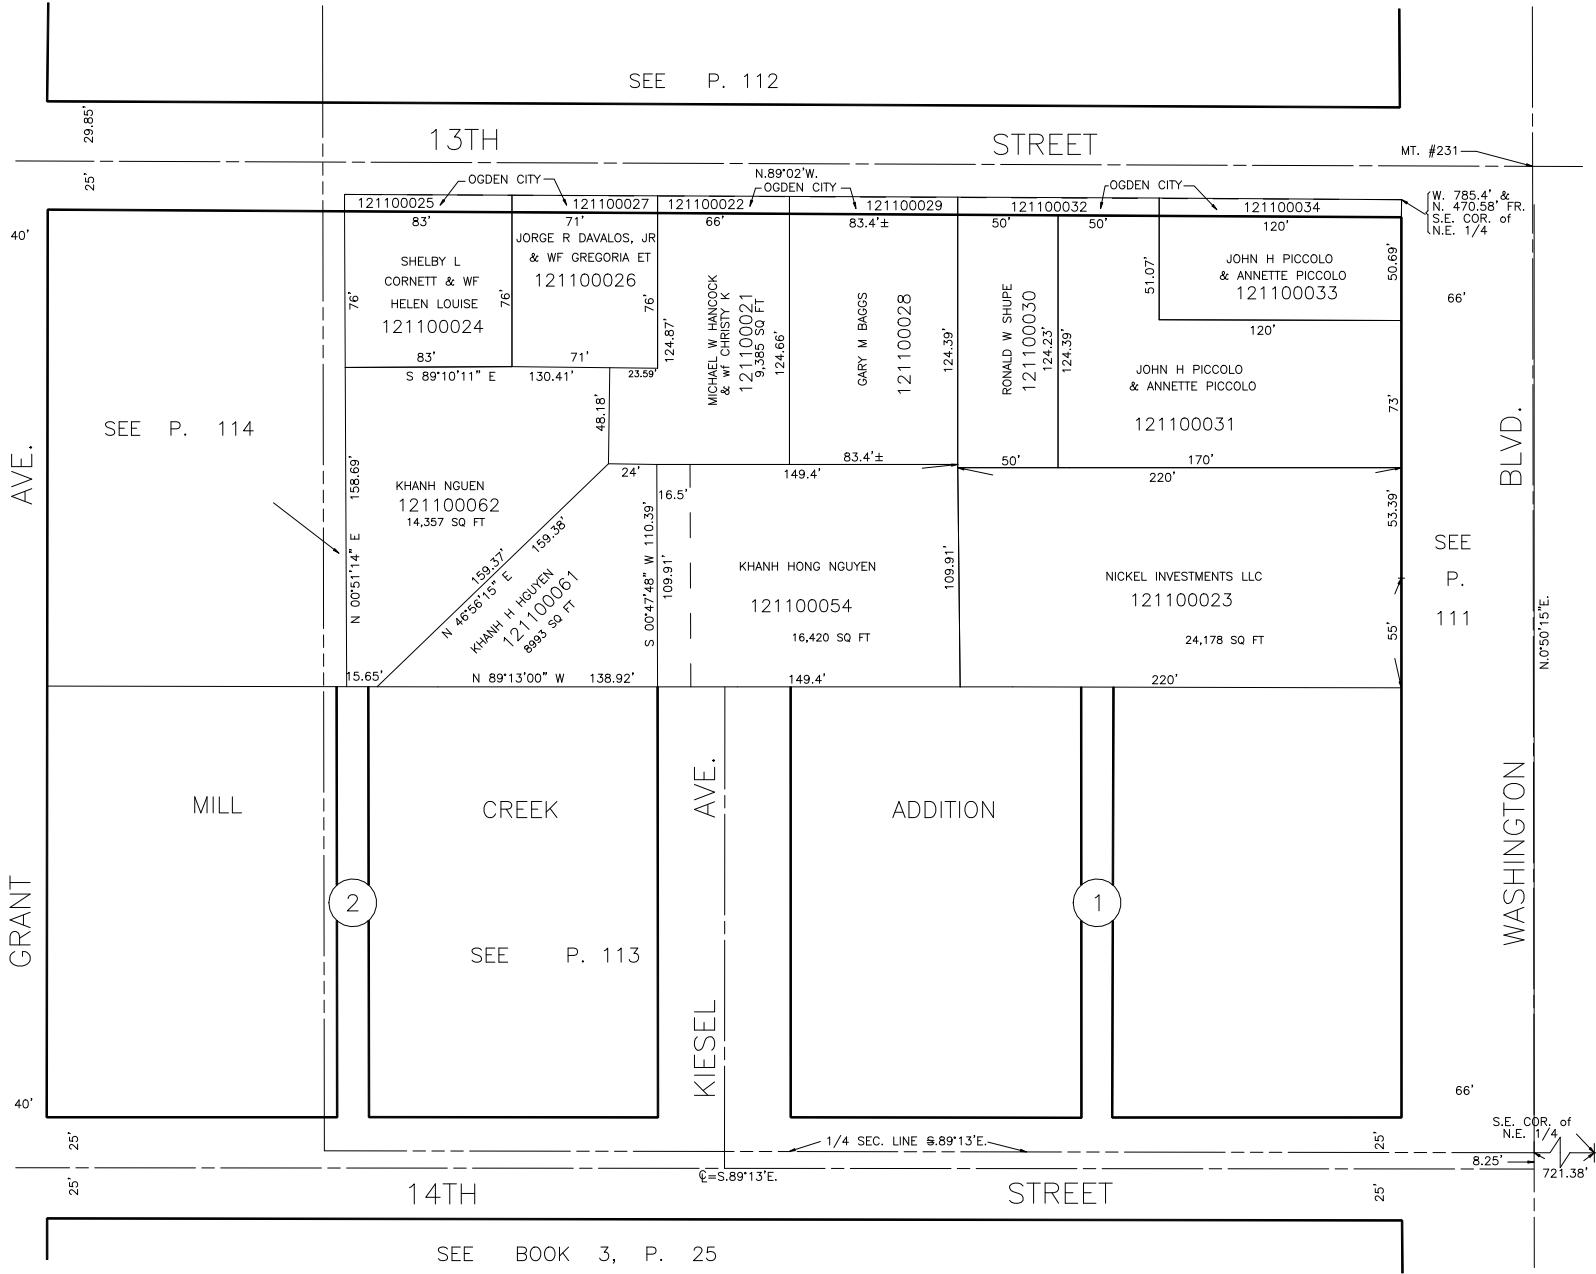 SEE P. 112
29.85'
13TH STREET
MT. #231
25'
N.89°02'W.
OGDEN CITY
OGDEN CITY
OGDEN CITY
121100025
121100027
121100022
121100029
121100032
121100034
W. 785.4' &
N. 470.58' FR.
S.E. COR. of
N.E. 1/4
40'
83'
71'
66'
83.4'±
50'
50'
120'
66'
SHELBY L
CORNETT & WF
HELEN LOUISE
121100024
76'
76'
83'
JORGE R DAVALOS, JR
& WF GREGORIA ET
121100026
76'
71'
124.87'
MICHAEL W HANCOCK
& wf CHRISTY K
121100021
9,385 SQ FT
124.66'
GARY M BAGGS
121100028
124.39'
83.4'±
RONALD W SHUPE
121100030
124.23'
124.39'
50'
51.07'
JOHN H PICCOLO
& ANNETTE PICCOLO
121100033
50.69'
120'
JOHN H PICCOLO
& ANNETTE PICCOLO
121100031
73'
170'
220'
S 89°10'11" E
130.41'
23.59'
48.18'
SEE P. 114
158.69'
N 00°51'14" E
KHANH NGUEN
121100062
14,357 SQ FT
24'
16.5'
149.4'
159.37'
159.38'
N 46°56'15" E
KHANH H HGUYEN
121100061
8993 SQ FT
S 00°47'48" W 110.39'
109.91'
KHANH HONG NGUYEN
121100054
16,420 SQ FT
109.91'
NICKEL INVESTMENTS LLC
121100023
24,178 SQ FT
53.39'
55'
SEE
P.
111
N.0°50'15"E.
15.65'
N 89°13'00" W
138.92'
149.4'
220'
MILL CREEK ADDITION
GRANT AVE.
KIESEL AVE.
WASHINGTON BLVD.
2
1
SEE P. 113
40'
66'
25'
1/4 SEC. LINE S.89°13'E.
25'
S.E. COR. of
N.E. 1/4
8.25'
721.38'
25'
℄=S.89°13'E.
25'
14TH STREET
SEE BOOK 3, P. 25